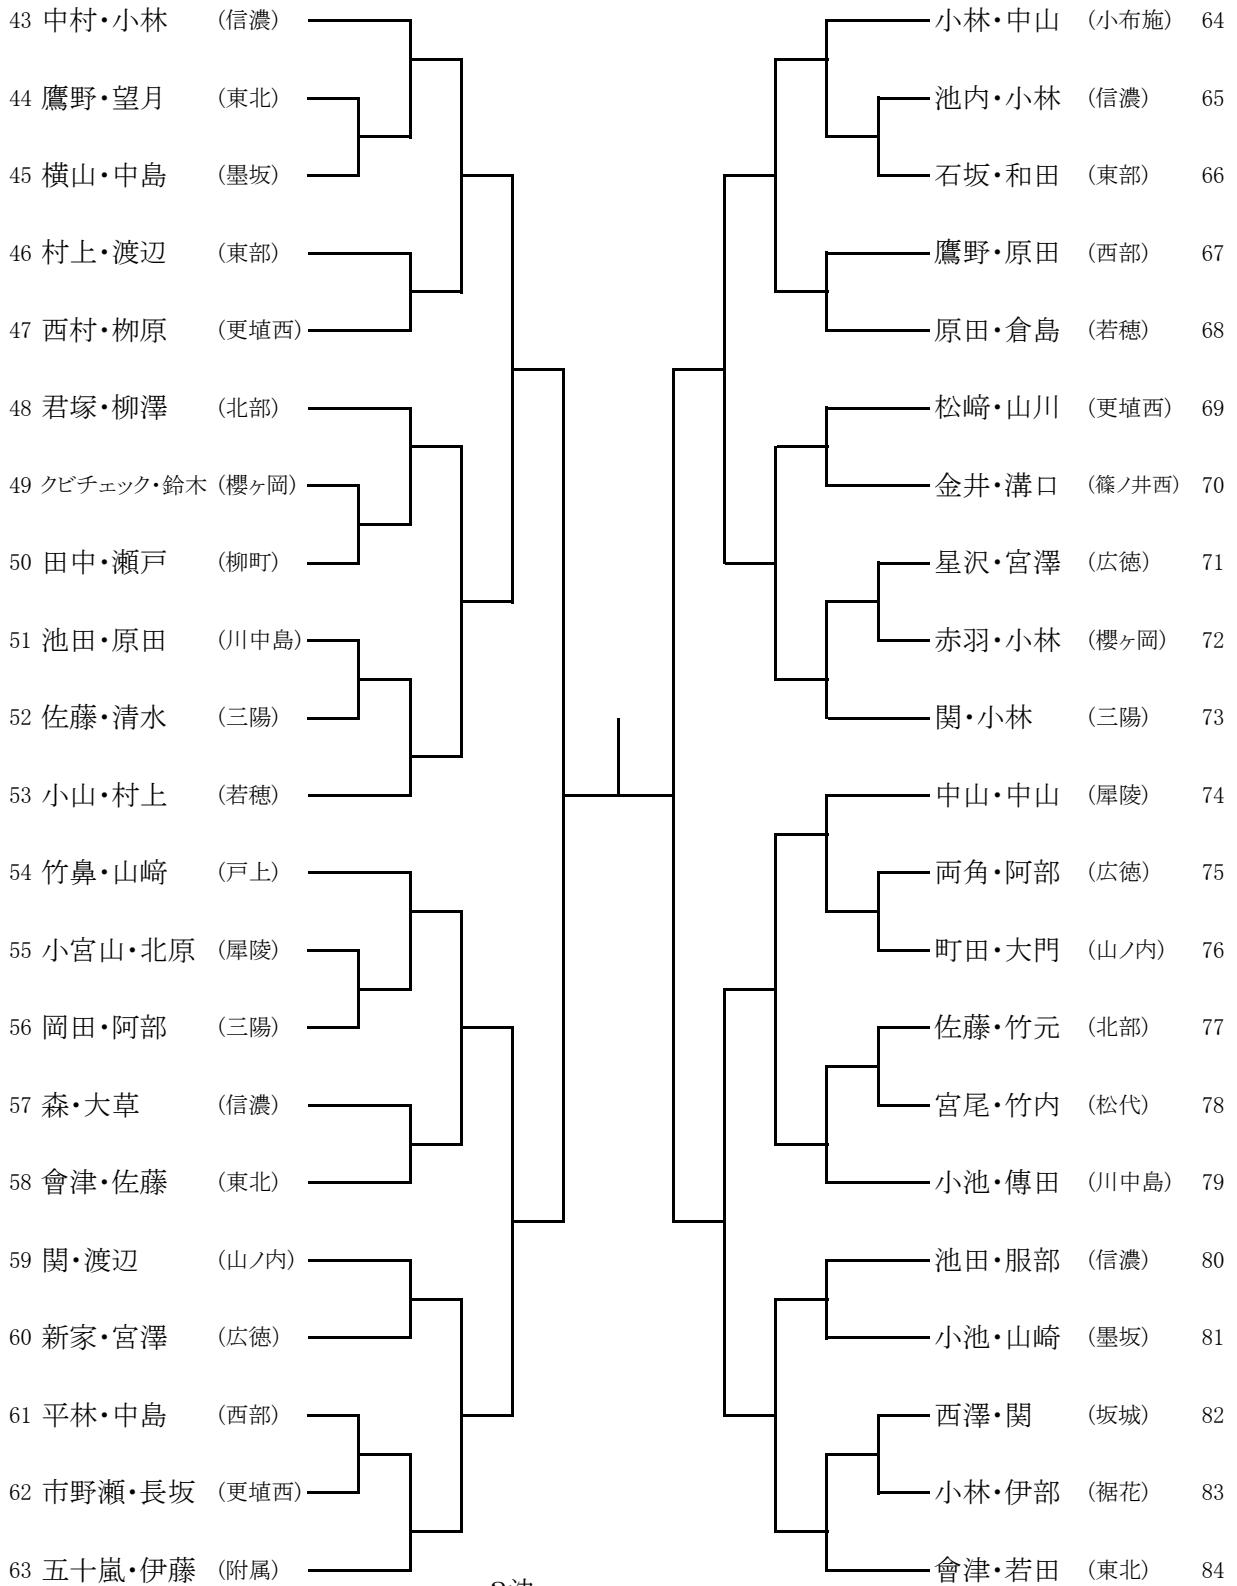 43 中村・小林 (信濃)
44 鷹野・望月 (東北)
45 横山・中島 (墨坂)
46 村上・渡辺 (東部)
47 西村・栁原 (更埴西)
48 君塚・柳澤 (北部)
49 クビチェック・鈴木 (櫻ヶ岡)
50 田中・瀬戸 (柳町)
51 池田・原田 (川中島)
52 佐藤・清水 (三陽)
53 小山・村上 (若穂)
54 竹鼻・山﨑 (戸上)
55 小宮山・北原 (犀陵)
56 岡田・阿部 (三陽)
57 森・大草 (信濃)
58 會津・佐藤 (東北)
59 関・渡辺 (山ノ内)
60 新家・宮澤 (広徳)
61 平林・中島 (西部)
62 市野瀬・長坂 (更埴西)
63 五十嵐・伊藤 (附属)
小林・中山 (小布施) 64
池内・小林 (信濃) 65
石坂・和田 (東部) 66
鷹野・原田 (西部) 67
原田・倉島 (若穂) 68
松﨑・山川 (更埴西) 69
金井・溝口 (篠ノ井西) 70
星沢・宮澤 (広徳) 71
赤羽・小林 (櫻ヶ岡) 72
関・小林 (三陽) 73
中山・中山 (犀陵) 74
両角・阿部 (広徳) 75
町田・大門 (山ノ内) 76
佐藤・竹元 (北部) 77
宮尾・竹内 (松代) 78
小池・傳田 (川中島) 79
池田・服部 (信濃) 80
小池・山崎 (墨坂) 81
西澤・関 (坂城) 82
小林・伊部 (裾花) 83
會津・若田 (東北) 84